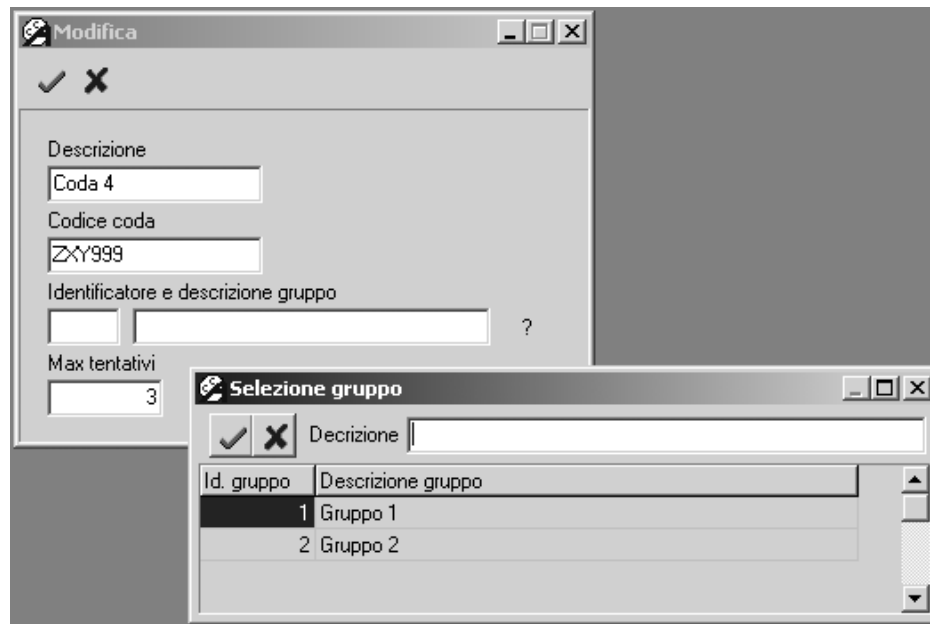 Modifica
Descrizione
Coda 4
Codice coda
ZXY999
Identificatore e descrizione gruppo
?
Max tentativi
3
Selezione gruppo
Decrizione
Id. gruppo Descrizione gruppo
1 Gruppo 1
2 Gruppo 2